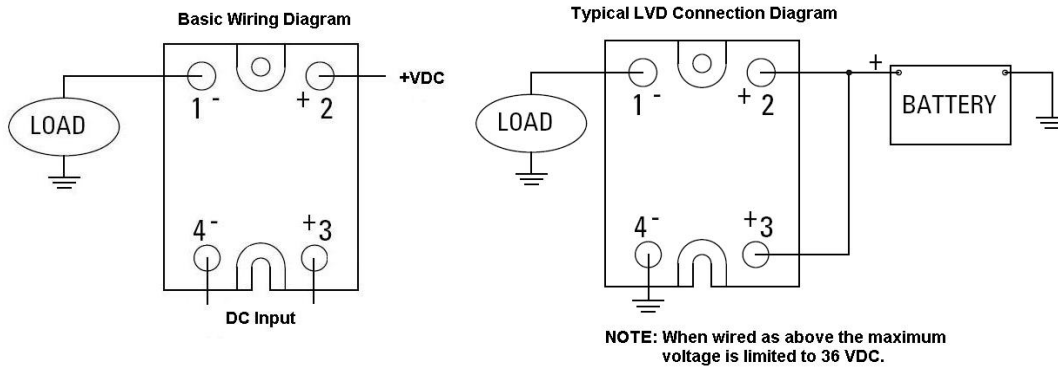 Basic Wiring Diagram
1 -
+ 2
+VDC
LOAD
4 -
+ 3
DC Input
Typical LVD Connection Diagram
1 -
+ 2
+
BATTERY
LOAD
4 -
+ 3
NOTE: When wired as above the maximum
voltage is limited to 36 VDC.